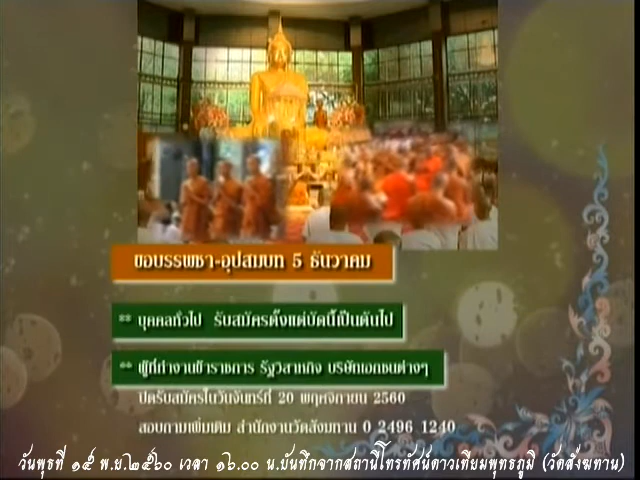 ขอบรรพชา-อุปสมบท 5 ธันวาคม
** บุคคลทั่วไป รับสมัครตั้งแต่บัดนี้เป็นต้นไป
** ผู้ที่ทำงานข้าราชการ รัฐวิสาหกิจ บริษัทเอกชนต่างๆ
ปิดรับสมัครในวันจันทร์ที่ 20 พฤศจิกายน 2560
สอบถามเพิ่มเติม สำนักงานวัดสังฆทาน 0 2496 1240
วันพุธที่ ๑๕ พ.ย.๒๕๖๐ เวลา ๑๖.๐๐ น.บันทึกจากสถานีโทรทัศน์ดาวเทียมพุทธภูมิ (วัดสังฆทาน)